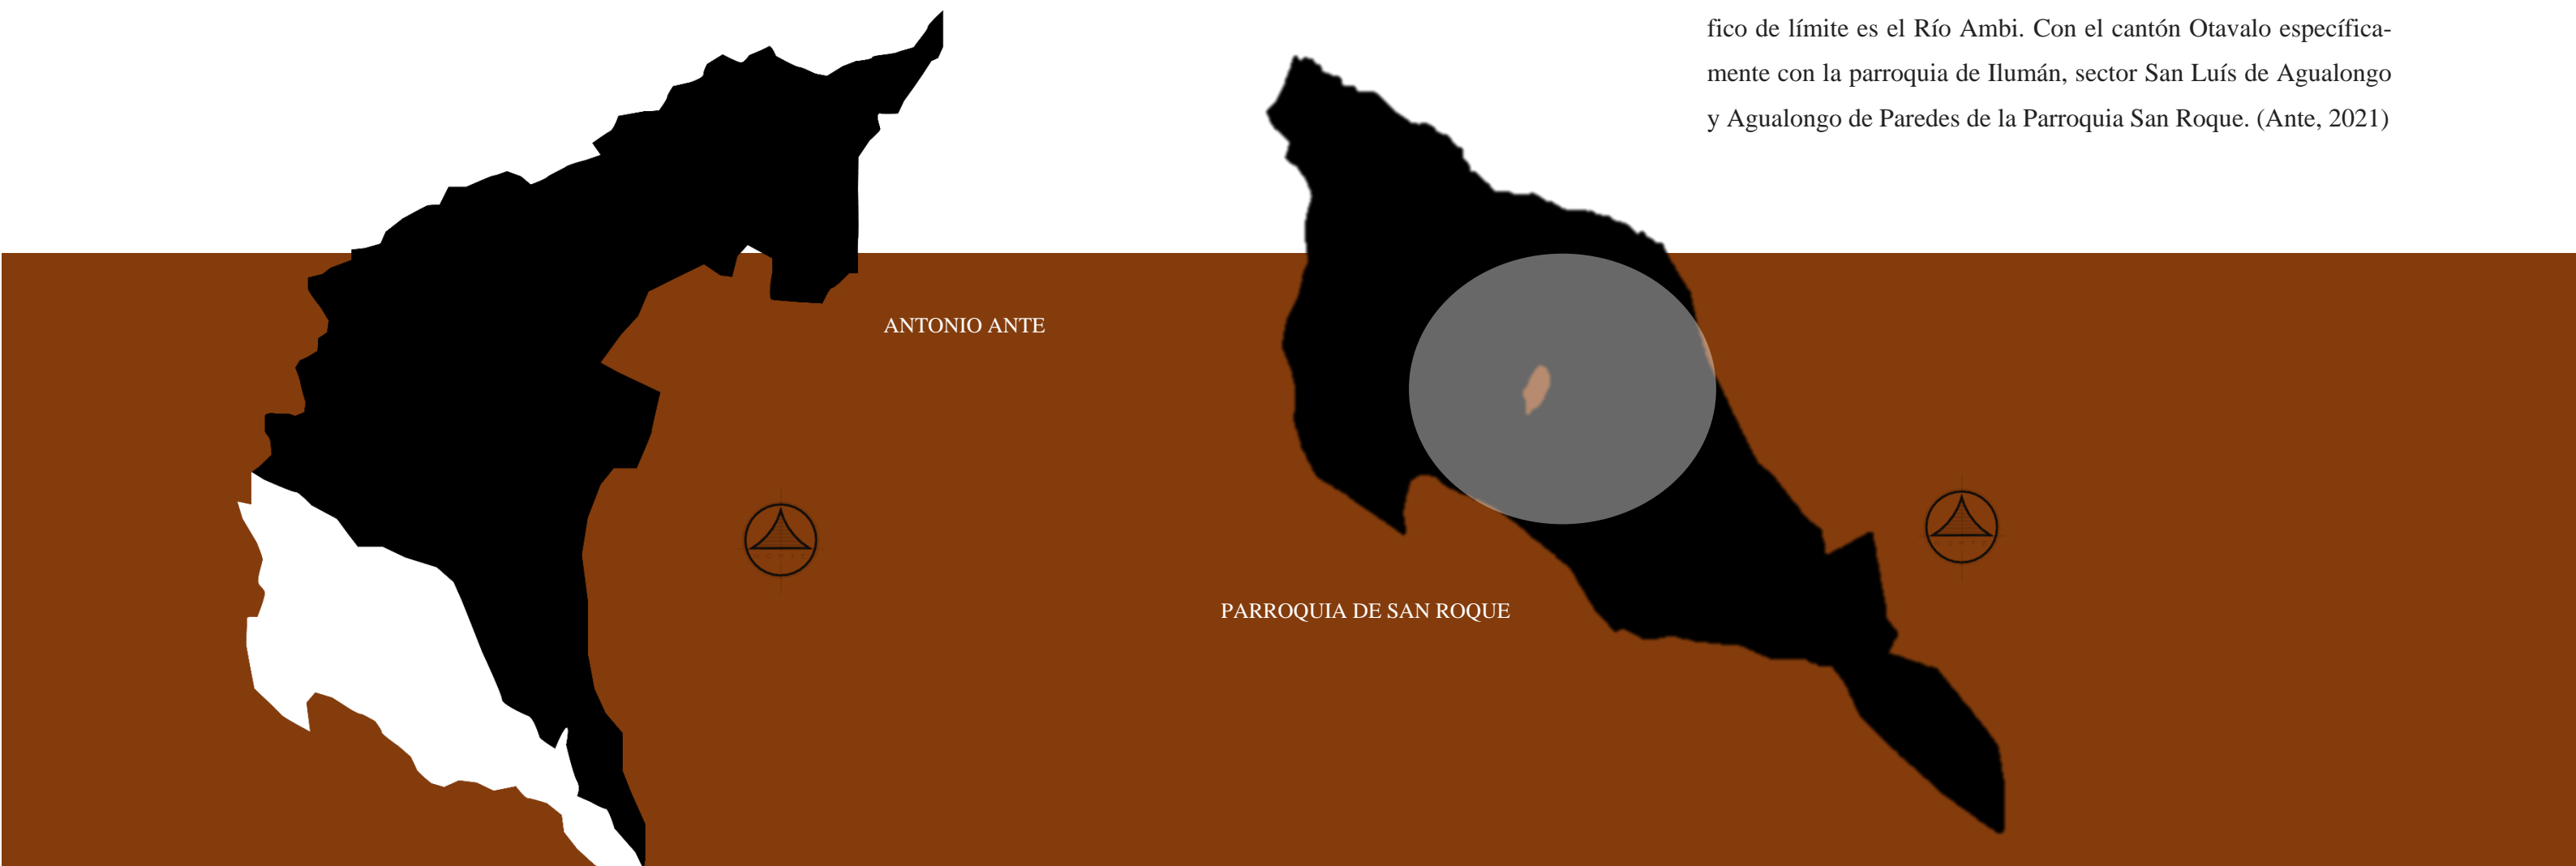 fico de límite es el Río Ambi. Con el cantón Otavalo específica-
mente con la parroquia de Ilumán, sector San Luís de Agualongo
y Agualongo de Paredes de la Parroquia San Roque. (Ante, 2021)
ANTONIO ANTE
PARROQUIA DE SAN ROQUE